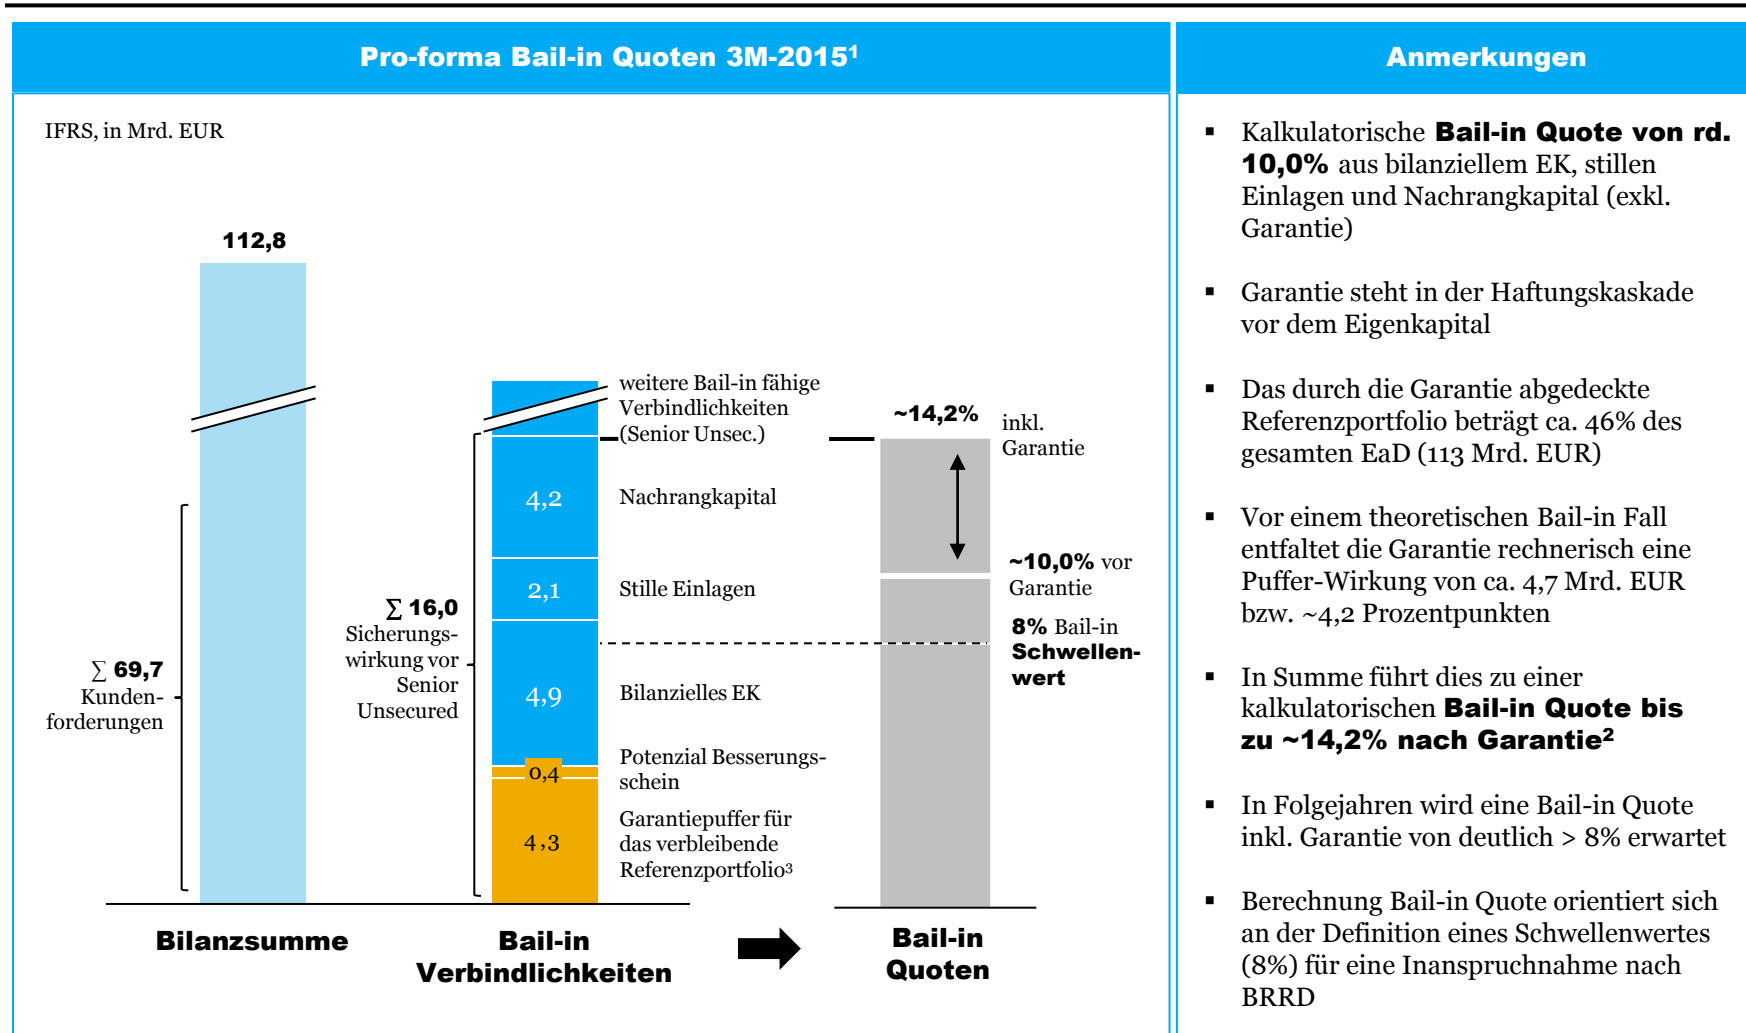 Pro-forma Bail-in Quoten 3M-2015¹
IFRS, in Mrd. EUR
112,8
∑ 69,7
Kunden-
forderungen
∑ 16,0
Sicherungs-
wirkung vor
Senior
Unsecured
4,2
2,1
4,9
0,4
4,3
weitere Bail-in fähige
Verbindlichkeiten
(Senior Unsec.)
Nachrangkapital
Stille Einlagen
Bilanzielles EK
Potenzial Besserungs-
schein
Garantiepuffer für
das verbleibende
Referenzportfolio³
~14,2%
inkl.
Garantie
~10,0% vor
Garantie
8% Bail-in
Schwellen-
wert
Bilanzsumme
Bail-in
Verbindlichkeiten
Bail-in
Quoten
Anmerkungen
▪ Kalkulatorische Bail-in Quote von rd.
10,0% aus bilanziellem EK, stillen
Einlagen und Nachrangkapital (exkl.
Garantie)
▪ Garantie steht in der Haftungskaskade
vor dem Eigenkapital
▪ Das durch die Garantie abgedeckte
Referenzportfolio beträgt ca. 46% des
gesamten EaD (113 Mrd. EUR)
▪ Vor einem theoretischen Bail-in Fall
entfaltet die Garantie rechnerisch eine
Puffer-Wirkung von ca. 4,7 Mrd. EUR
bzw. ~4,2 Prozentpunkten
▪ In Summe führt dies zu einer
kalkulatorischen Bail-in Quote bis
zu ~14,2% nach Garantie²
▪ In Folgejahren wird eine Bail-in Quote
inkl. Garantie von deutlich > 8% erwartet
▪ Berechnung Bail-in Quote orientiert sich
an der Definition eines Schwellenwertes
(8%) für eine Inanspruchnahme nach
BRRD